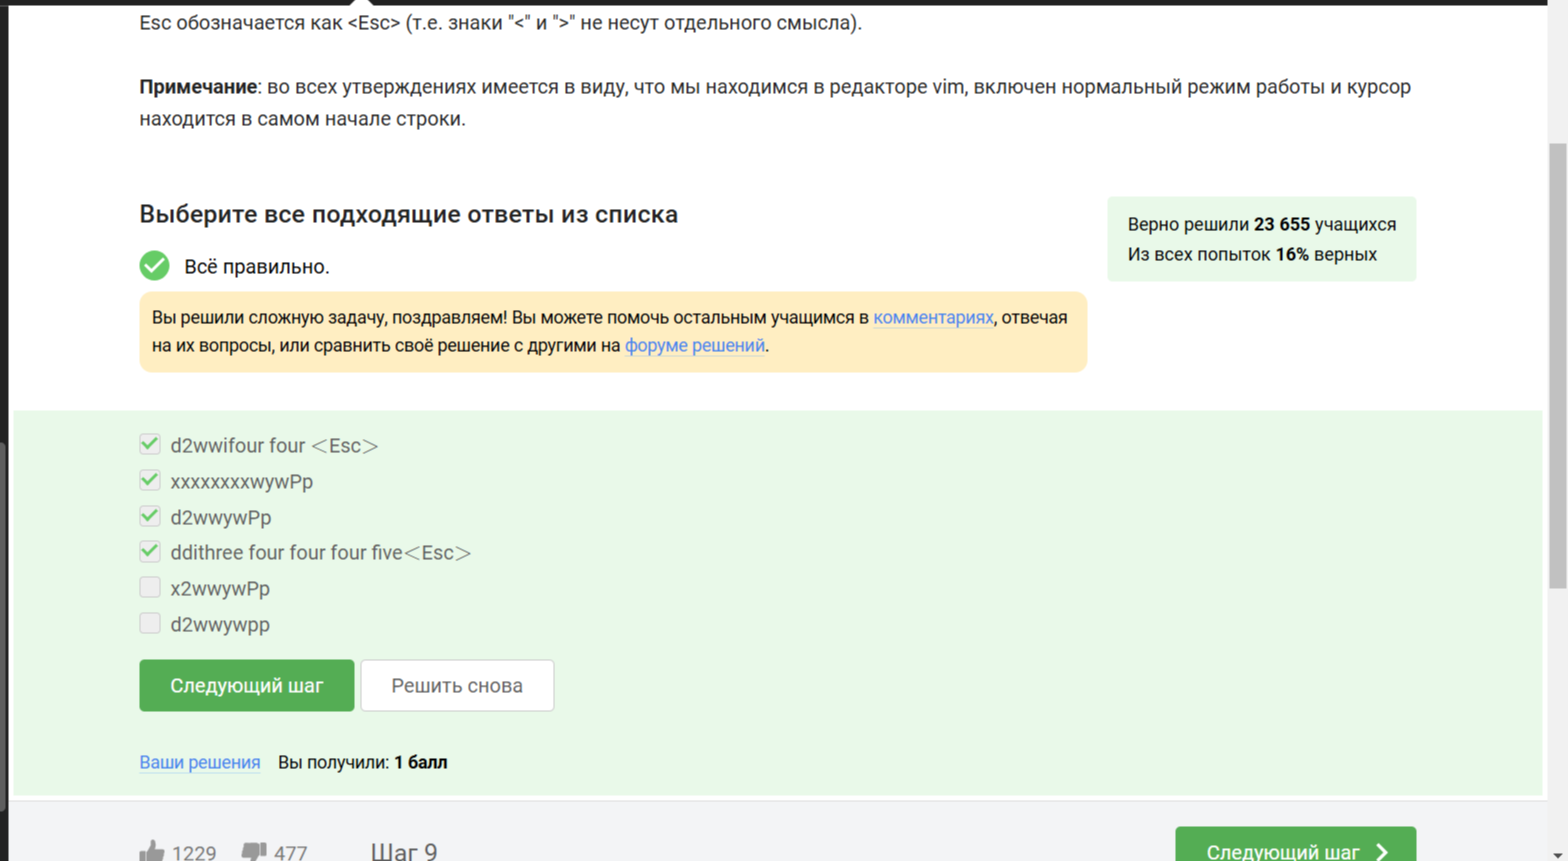 Esc обозначается как <Esc> (т.е. знаки "<" и ">" не несут отдельного смысла).
Примечание: во всех утверждениях имеется в виду, что мы находимся в редакторе vim, включен нормальный режим работы и курсор
находится в самом начале строки.
Выберите все подходящие ответы из списка
Верно решили 23 655 учащихся
Из всех попыток 16% верных
Всё правильно.
Вы решили сложную задачу, поздравляем! Вы можете помочь остальным учащимся в комментариях, отвечая
на их вопросы, или сравнить своё решение с другими на форуме решений.
d2wwifour four <Esc>
xxxxxxxxwywPp
d2wwywPp
ddithree four four four five<Esc>
x2wwywPp
d2wwywpp
Следующий шаг
Решить снова
Ваши решения Вы получили: 1 балл
1229 477 Шаг 9
Следующий шаг